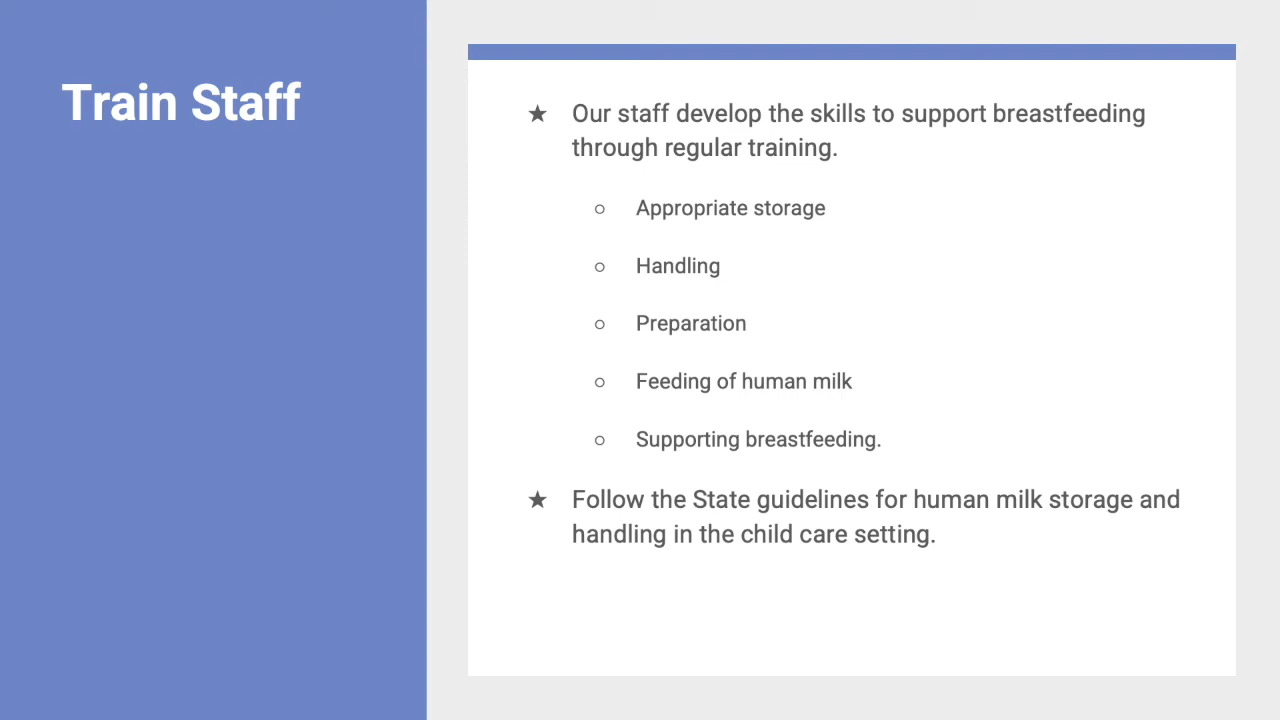 Train Staff
★ Our staff develop the skills to support breastfeeding
through regular training.
○ Appropriate storage
○ Handling
○ Preparation
○ Feeding of human milk
○ Supporting breastfeeding.
★ Follow the State guidelines for human milk storage and
handling in the child care setting.